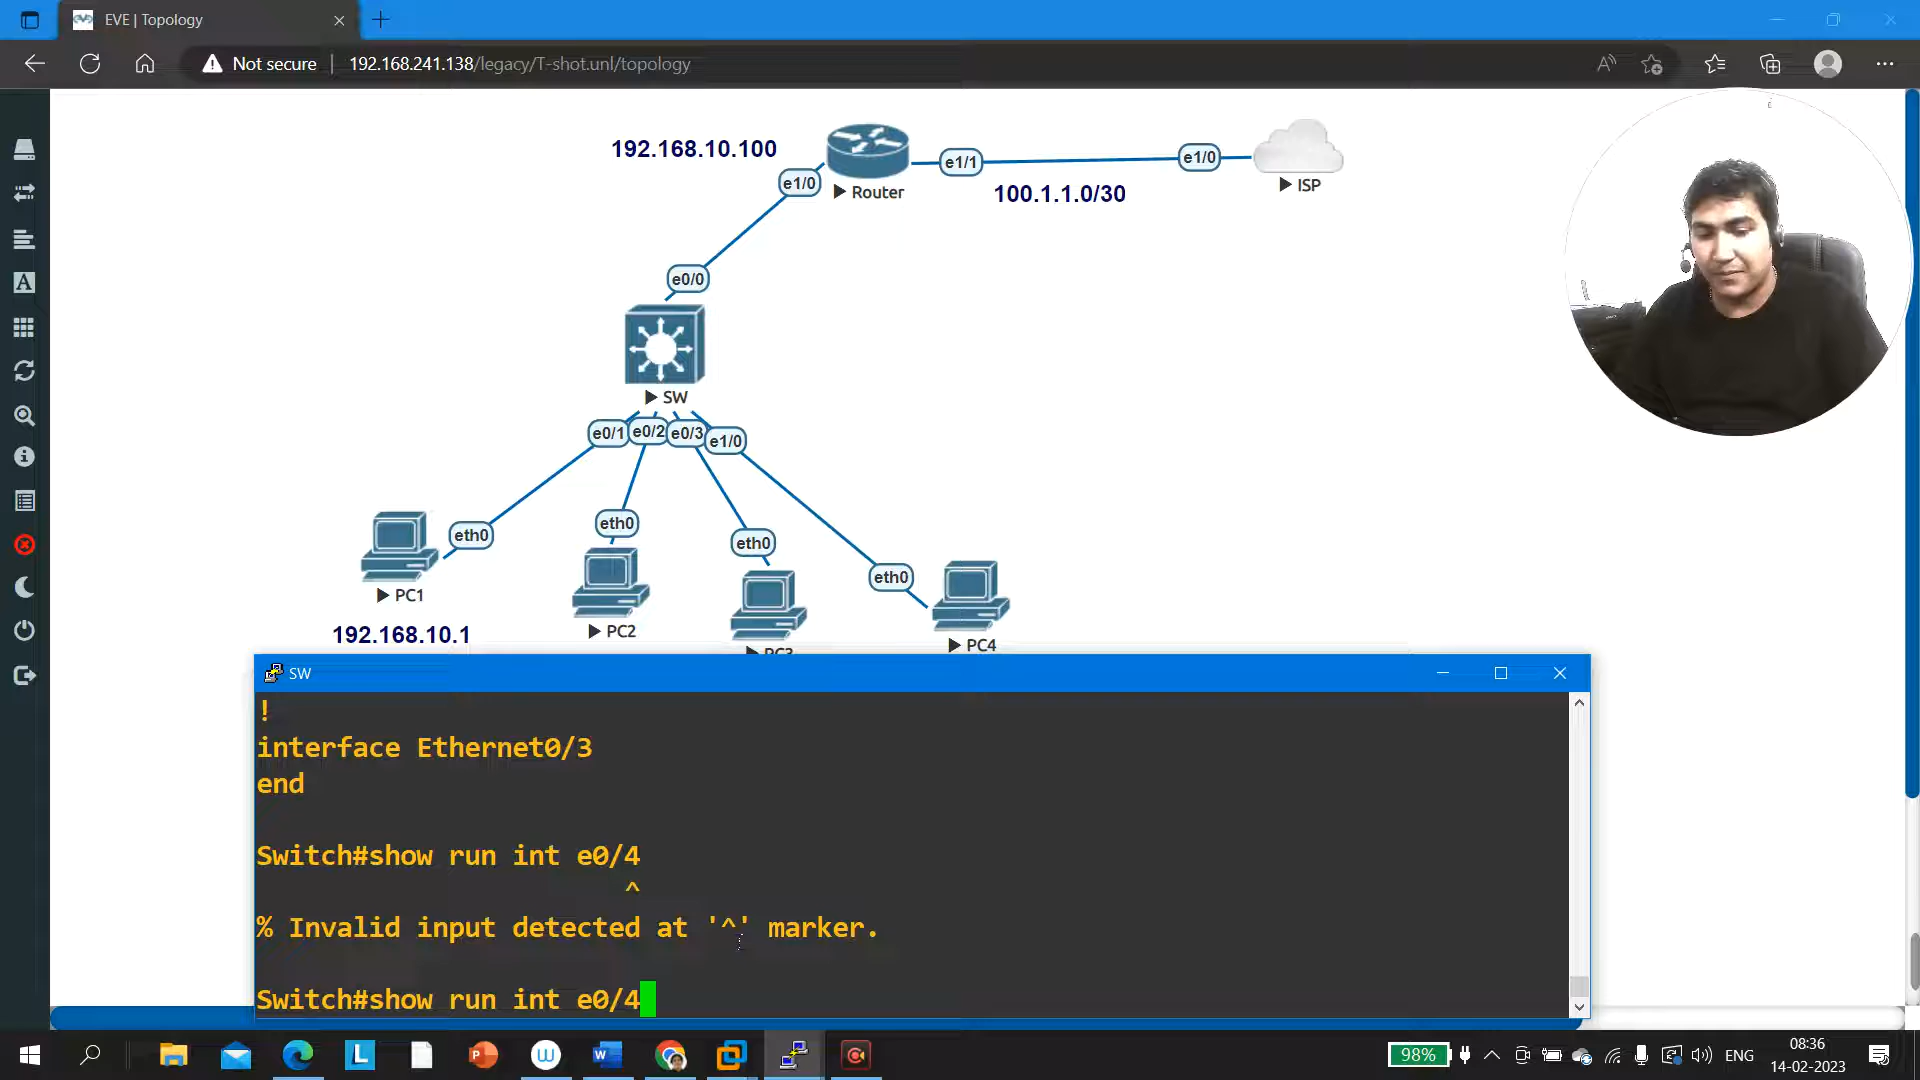 EVE | Topology
Not secure
192.168.241.138/legacy/T-shot.unl/topology
192.168.10.100
e1/0
Router
e1/1
e1/0
ISP
100.1.1.0/30
e0/0
SW
e0/1
e0/2
e0/3
e1/0
eth0
eth0
eth0
eth0
PC1
PC2
PC3
PC4
192.168.10.1
SW
!
interface Ethernet0/3
end
Switch#show run int e0/4
^
% Invalid input detected at '^' marker.
Switch#show run int e0/4
98%
ENG
08:36
14-02-2023